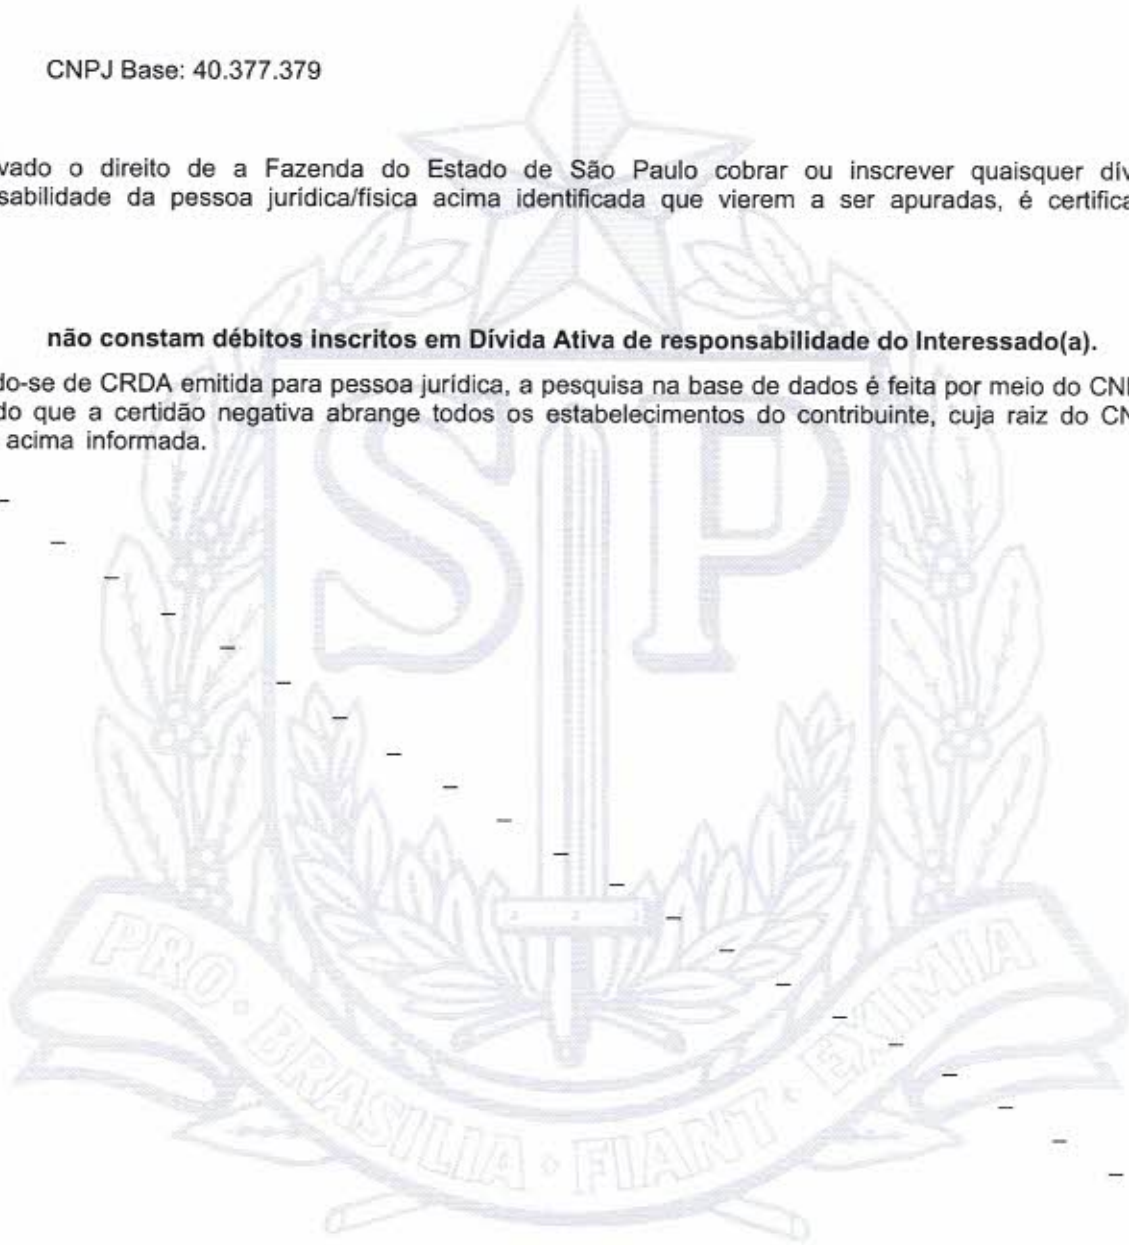 CNPJ Base: 40.377.379
vado o direito de a Fazenda do Estado de São Paulo cobrar ou inscrever quaisquer dív
sabilidade da pessoa jurídica/física acima identificada que vierem a ser apuradas, é certifica
não constam débitos inscritos em Dívida Ativa de responsabilidade do Interessado(a).
do-se de CRDA emitida para pessoa jurídica, a pesquisa na base de dados é feita por meio do CN
do que a certidão negativa abrange todos os estabelecimentos do contribuinte, cuja raiz do CN
acima informada.
SP
PRO · BRASILIA · FIANT · EXIMIA